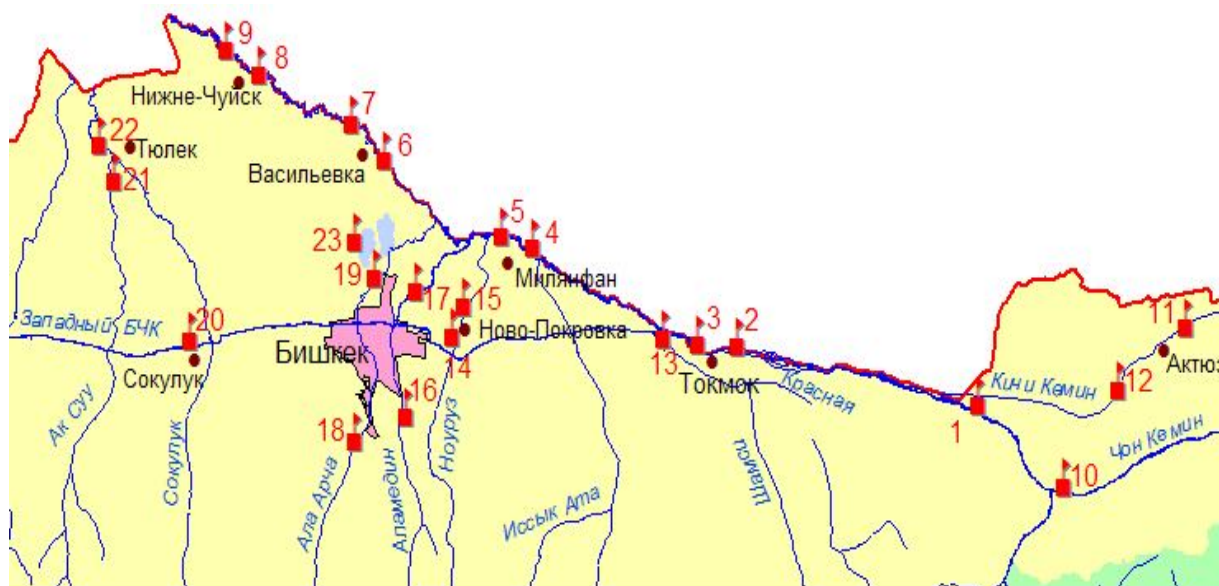 9
8
Нижне-Чуйск
7
22
Тюлек
6
Васильевка
21
5
4
23
Милянфан
19
17
15
Западный БЧК
20
Ново-Покровка
3
2
11
Бишкек
14
13
Актюз
Сокулук
Токмок
Красная
Кичи Кемин
12
16
1
Ак Суу
18
Ноуруз
Чон Кемин
Сокулук
Ала Арча
Аламедин
Шамси
10
Иссык Ата